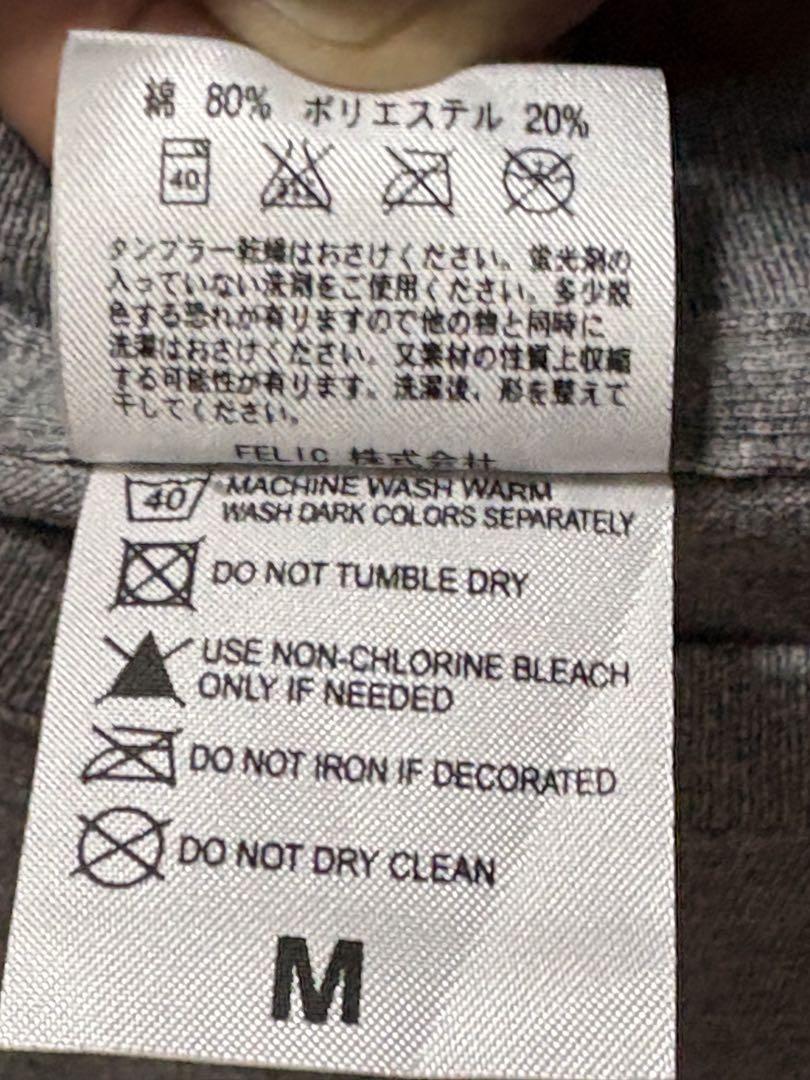 綿 80% ポリエステル 20%
40
タンブラー乾燥はおさけください。蛍光剤の
入っていない洗剤をご使用ください。多少脱
色する恐れが有りますので他の物と同時に
洗濯はおさけください。又素材の性質上収縮
する可能性が有ります。洗濯後、形を整えて
干してください。
FELIC 株式会社
40 MACHINE WASH WARM
WASH DARK COLORS SEPARATELY
DO NOT TUMBLE DRY
USE NON-CHLORINE BLEACH
ONLY IF NEEDED
DO NOT IRON IF DECORATED
DO NOT DRY CLEAN
M